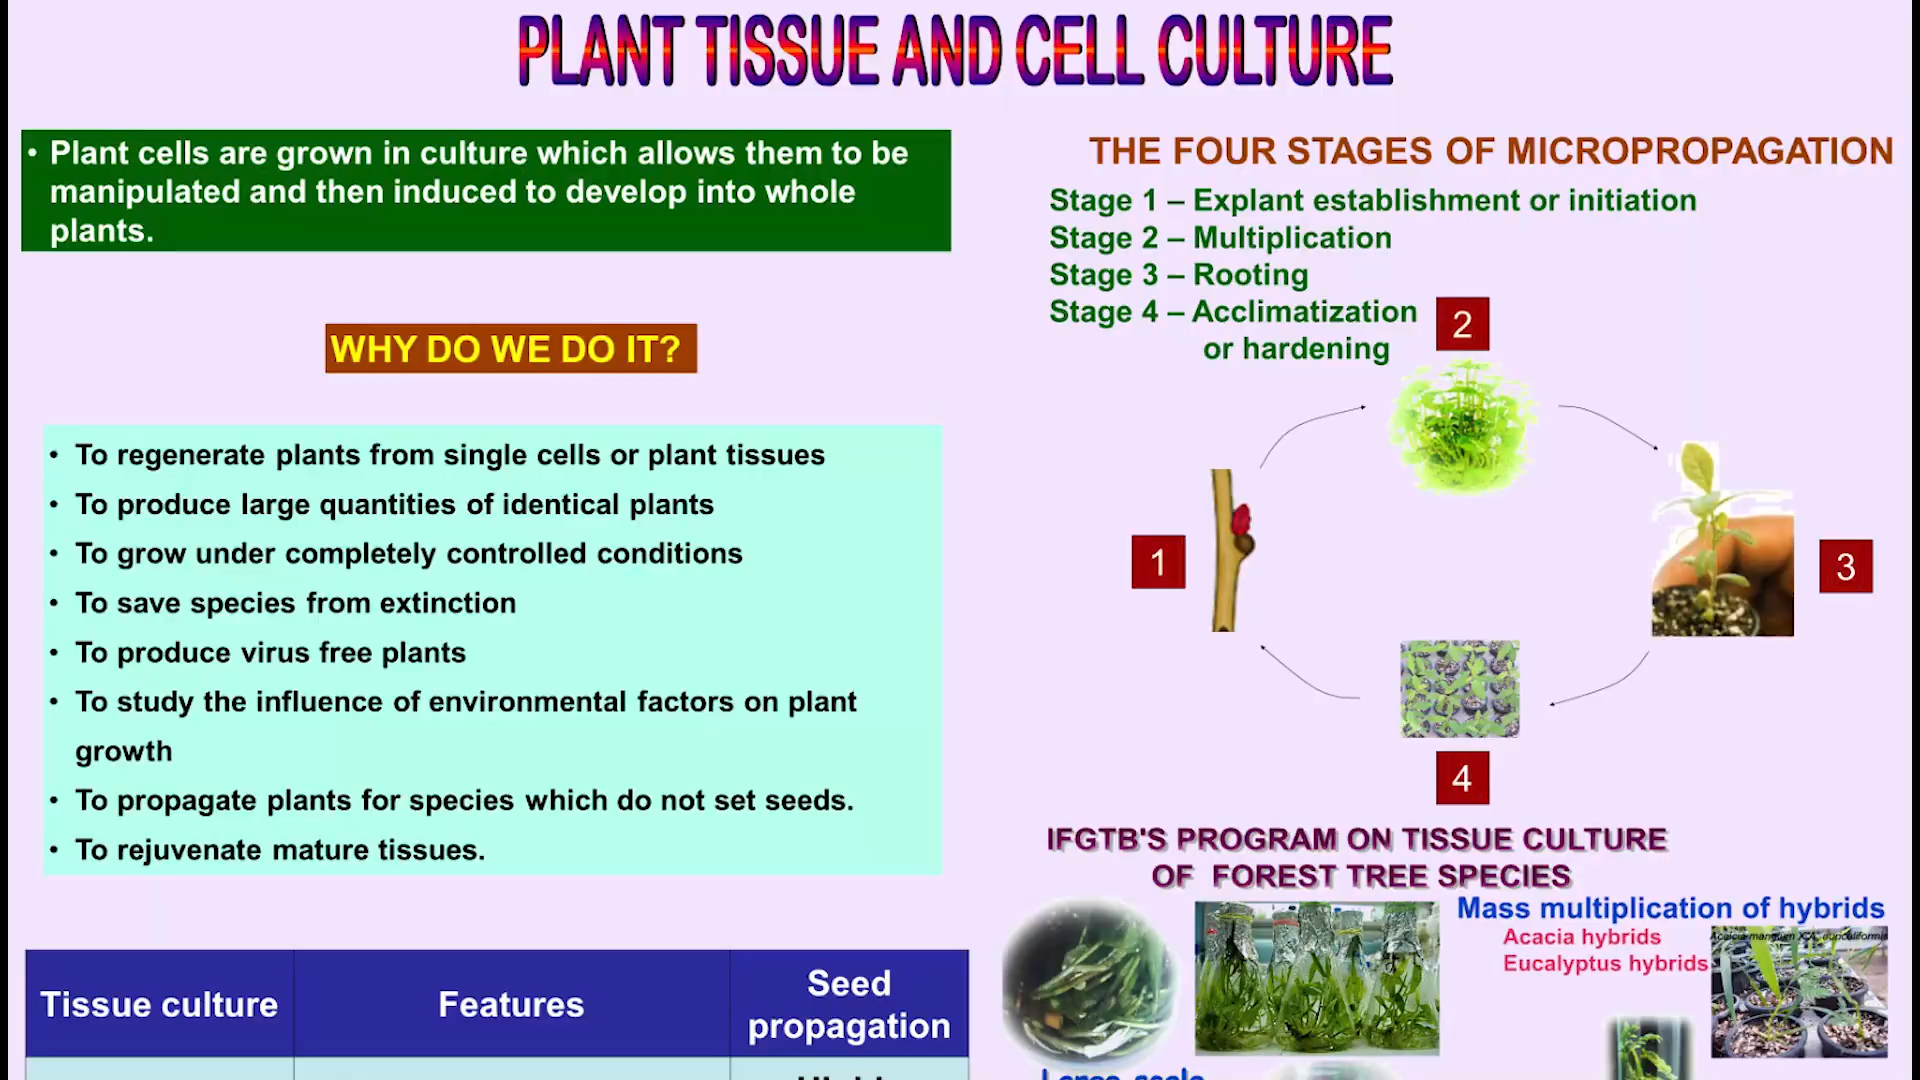 PLANT TISSUE AND CELL CULTURE
• Plant cells are grown in culture which allows them to be
manipulated and then induced to develop into whole
plants.
WHY DO WE DO IT?
• To regenerate plants from single cells or plant tissues
• To produce large quantities of identical plants
• To grow under completely controlled conditions
• To save species from extinction
• To produce virus free plants
• To study the influence of environmental factors on plant
growth
• To propagate plants for species which do not set seeds.
• To rejuvenate mature tissues.
Tissue culture
Features
Seed
propagation
THE FOUR STAGES OF MICROPROPAGATION
Stage 1 – Explant establishment or initiation
Stage 2 – Multiplication
Stage 3 – Rooting
Stage 4 – Acclimatization
or hardening
2
1
3
4
IFGTB'S PROGRAM ON TISSUE CULTURE
OF FOREST TREE SPECIES
Mass multiplication of hybrids
Acacia hybrids
Eucalyptus hybrids
Large scale